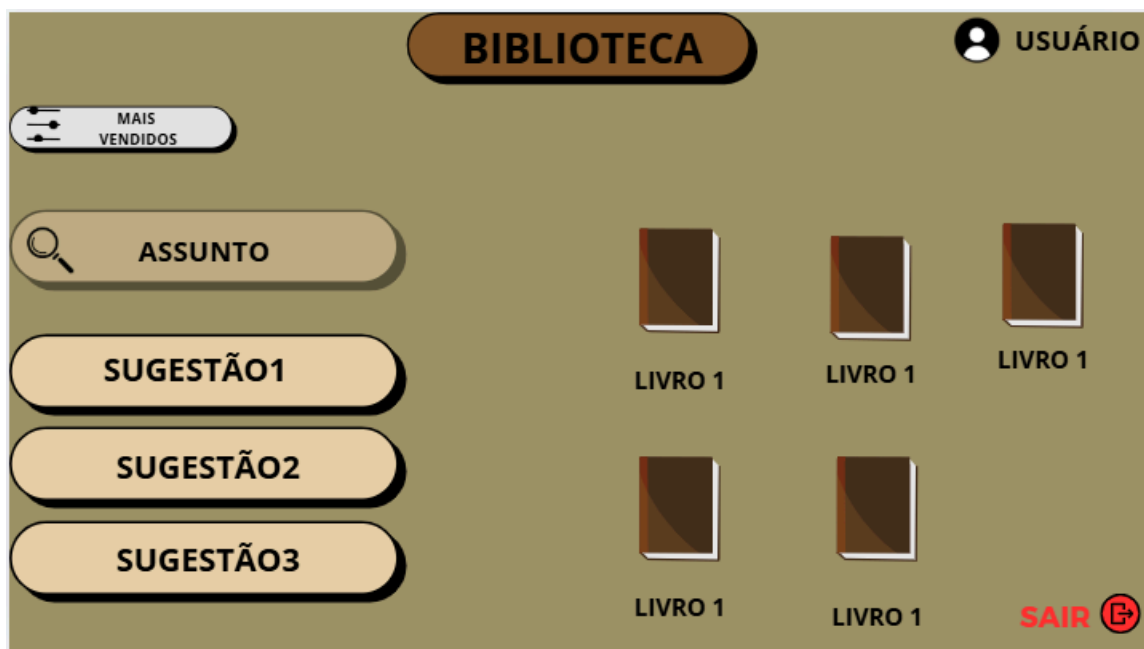 BIBLIOTECA
USUÁRIO
MAIS
VENDIDOS
ASSUNTO
SUGESTÃO1
SUGESTÃO2
SUGESTÃO3
LIVRO 1
LIVRO 1
LIVRO 1
LIVRO 1
LIVRO 1
SAIR